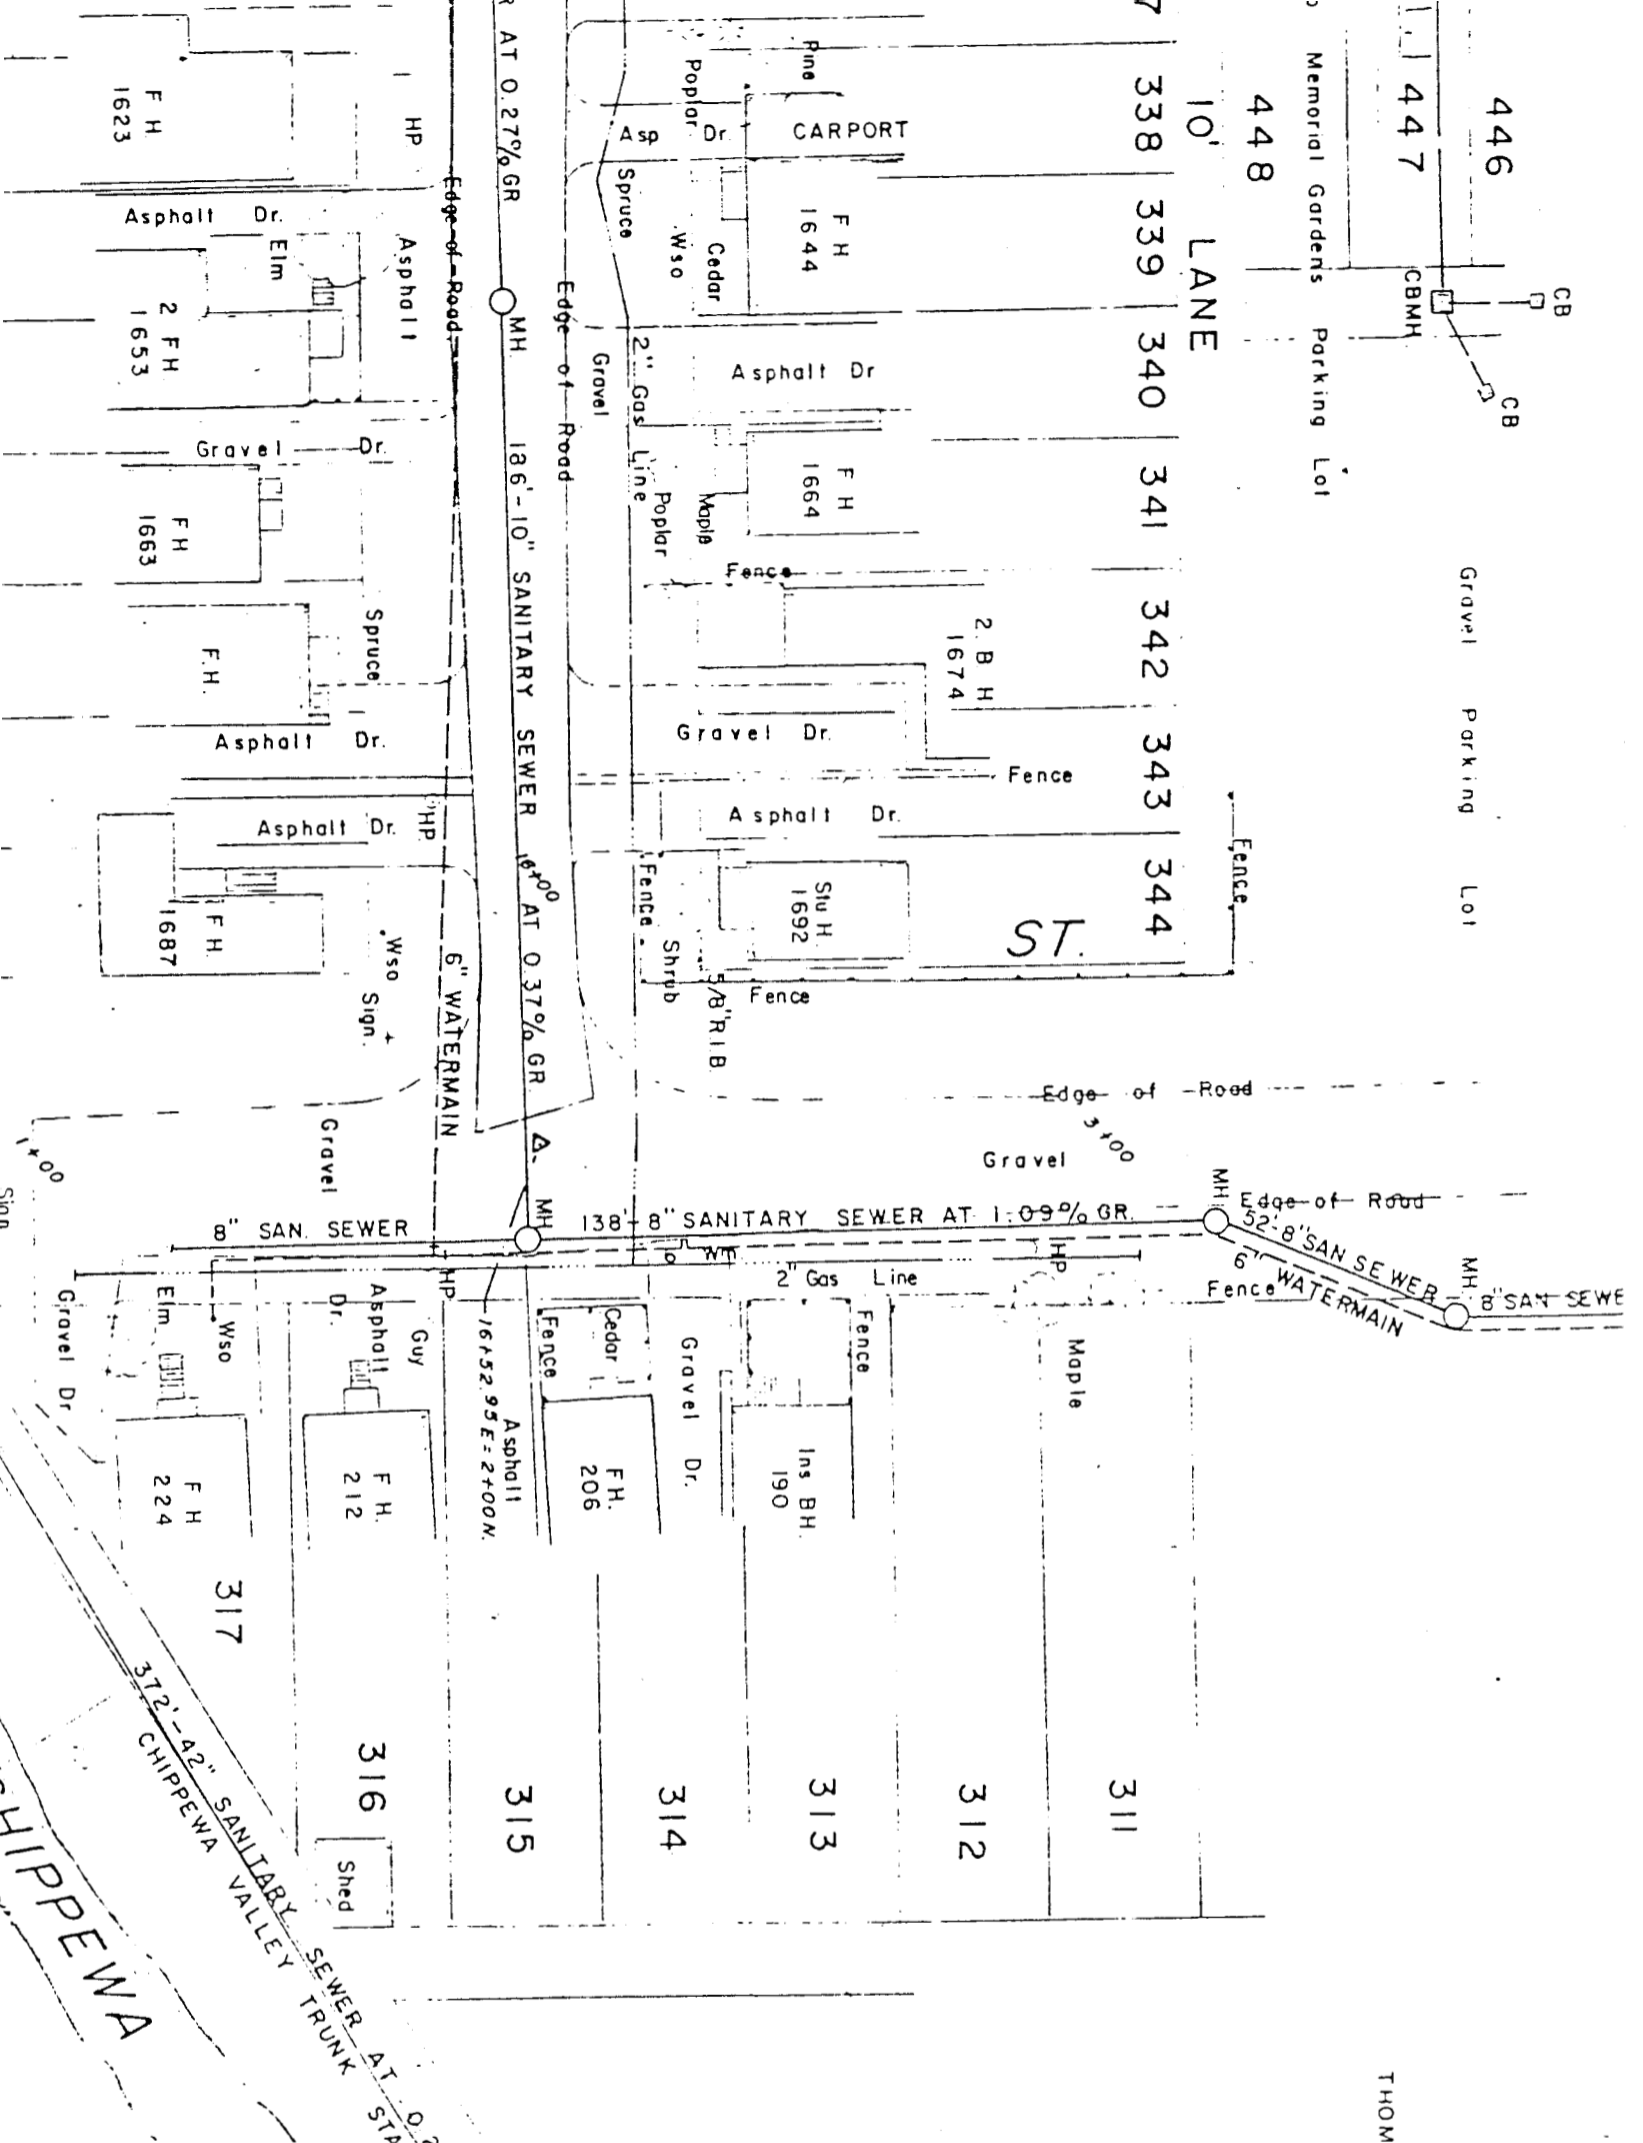 R AT 0.27% GR
F H
1623
HP
Asphalt Dr.
Elm
Asphalt
Edge of Road
2 F H
1653
Gravel Dr.
F H
1663
Spruce
F.H.
Asphalt Dr.
Asphalt Dr.
HP
F H.
1687
Wso
Sign.
6" WATERMAIN
MH
186'-10" SANITARY SEWER
16+00
AT 0.37% GR
MH
Edge of Road
Gravel
2" Gas Line
Spruce
Asp Dr.
Poplar
Pine
CARPORT
Wso
Cedar
F H
1644
Asphalt Dr
Poplar
Maple
F H
1664
Fence
2. B H
1674
Gravel Dr.
Fence
Asphalt Dr.
Fence
Shrub
5/8" R.I.B
Stu H.
1692
Fence
ST.
Fence
338
339
340
341
342
343
344
10' LANE
448
447
446
Memorial Gardens Parking Lot
CBMH
CB
CB
Gravel Parking Lot
Edge of Road
3+00
Gravel
Gravel
1+00
Sign
8" SAN. SEWER
138'-8" SANITARY SEWER AT 1.09% GR.
MH
Edge of Road
52'-8" SAN SEWER
6" WATERMAIN
MH
8" SAN SEWE
Fence
2" Gas Line
HP
HP
Gravel Dr
Elm
Wso
Asphalt
Dr.
Guy
16+52.95E=2+00N.
Asphalt
Fence
Cedar
Gravel Dr.
Fence
Maple
F H
224
F H.
212
F.H.
206
Ins BH.
190
317
316
315
314
313
312
311
Shed
372'-42" SANITARY SEWER AT 0.2
CHIPPEWA VALLEY TRUNK STA
CHIPPEWA
THOM